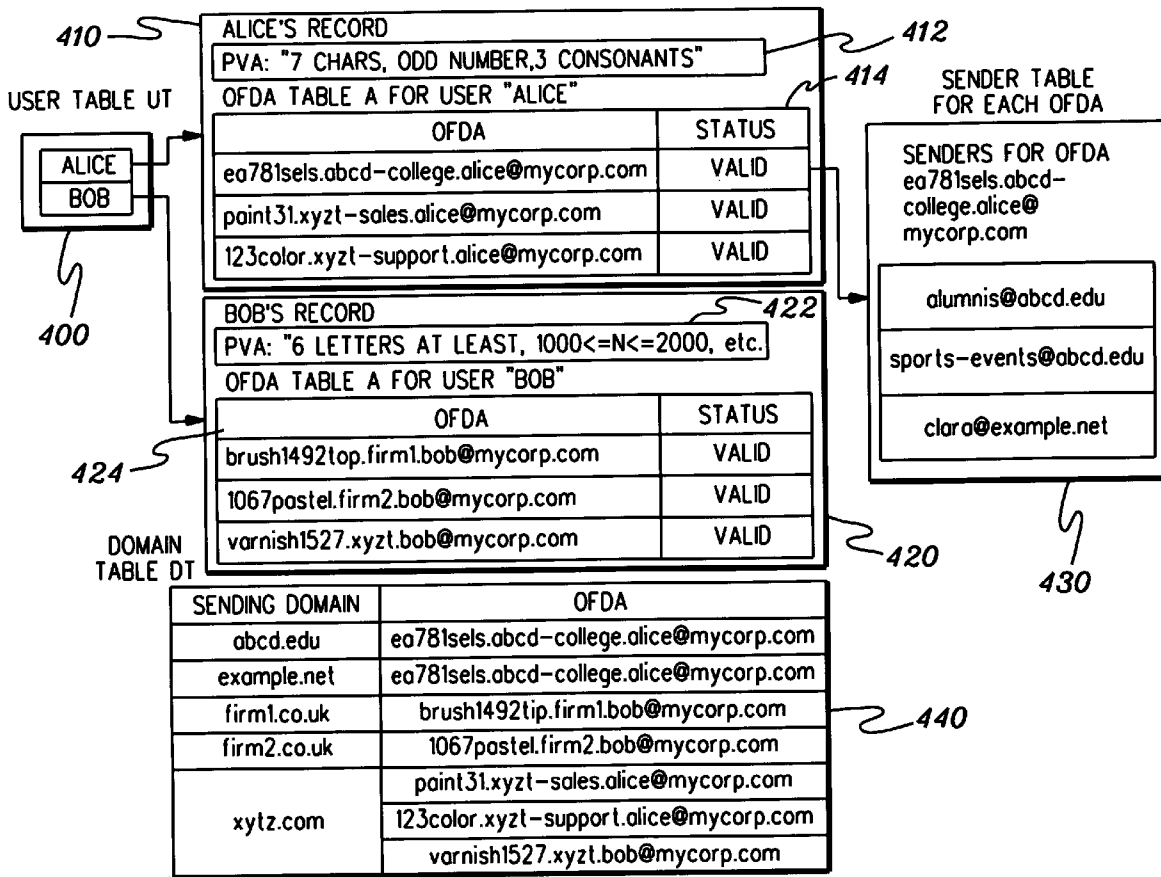 410
ALICE'S RECORD
PVA: "7 CHARS, ODD NUMBER,3 CONSONANTS"
412
OFDA TABLE A FOR USER "ALICE"
414
OFDA STATUS
ea781sels.abcd-college.alice@mycorp.com VALID
paint31.xyzt-sales.alice@mycorp.com VALID
123color.xyzt-support.alice@mycorp.com VALID
USER TABLE UT
ALICE
BOB
400
SENDER TABLE
FOR EACH OFDA
SENDERS FOR OFDA
ea781sels.abcd-
college.alice@
mycorp.com
alumnis@abcd.edu
sports-events@abcd.edu
clara@example.net
430
BOB'S RECORD
422
PVA: "6 LETTERS AT LEAST, 1000<=N<=2000, etc.
OFDA TABLE A FOR USER "BOB"
OFDA STATUS
424
brush1492top.firm1.bob@mycorp.com VALID
1067pastel.firm2.bob@mycorp.com VALID
varnish1527.xyzt.bob@mycorp.com VALID
420
DOMAIN
TABLE DT
SENDING DOMAIN OFDA
abcd.edu ea781sels.abcd-college.alice@mycorp.com
example.net ea781sels.abcd-college.alice@mycorp.com
firm1.co.uk brush1492tip.firm1.bob@mycorp.com
firm2.co.uk 1067pastel.firm2.bob@mycorp.com
440
xytz.com
paint31.xyzt-sales.alice@mycorp.com
123color.xyzt-support.alice@mycorp.com
varnish1527.xyzt.bob@mycorp.com